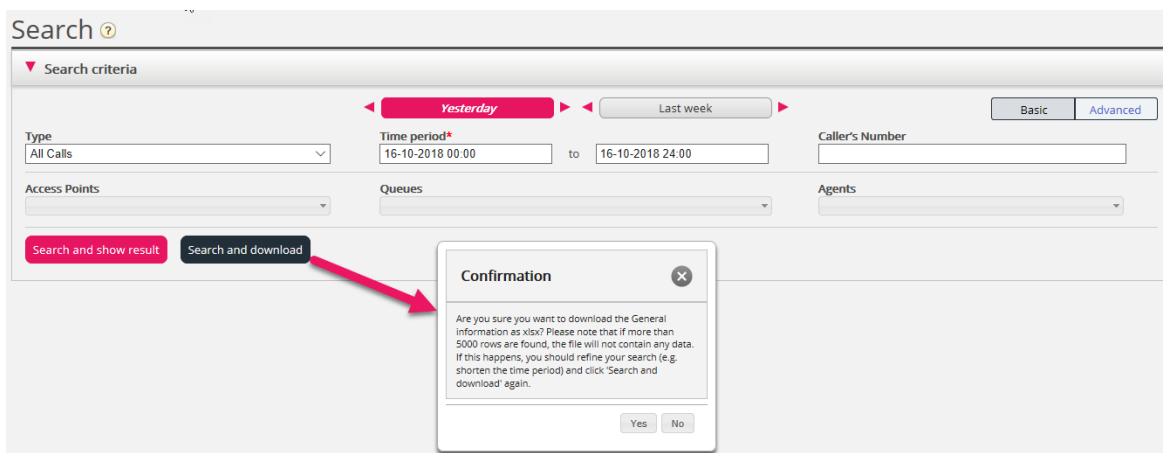 Search ?
Search criteria
Yesterday Last week Basic Advanced
Type Time period* Caller's Number
All Calls 16-10-2018 00:00 to 16-10-2018 24:00
Access Points Queues Agents
Search and show result Search and download
Confirmation
Are you sure you want to download the General
information as xlsx? Please note that if more than
5000 rows are found, the file will not contain any data.
If this happens, you should refine your search (e.g.
shorten the time period) and click 'Search and
download' again.
Yes No